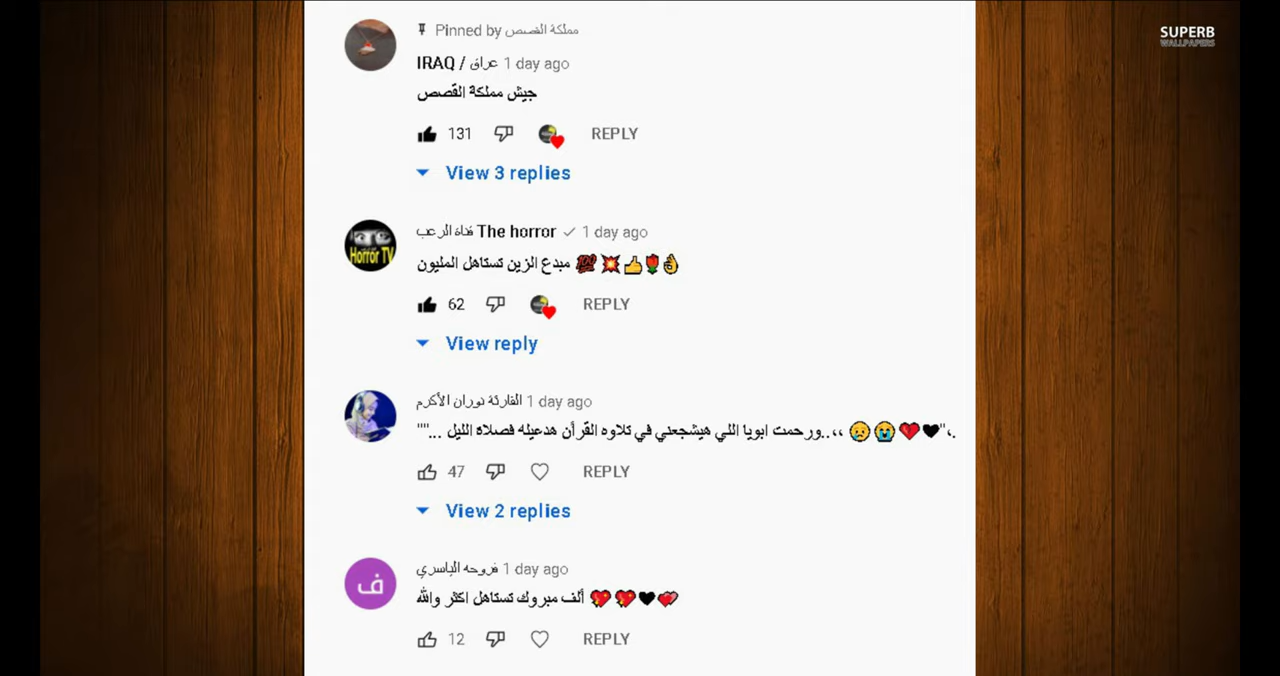 Pinned by مملكة القصص
SUPERB
WALLPAPERS
IRAQ / عراق 1 day ago
جيش مملكة القصص
131 REPLY
View 3 replies
قناة الرعب The horror 1 day ago
Horror TV
مبدع الزين تستاهل المليون 💯💥👍🌹👌
62 REPLY
View reply
القارئة نوران الأكرم 1 day ago
""... ورحمت ابويا اللي هيشجعني في تلاوه القرآن هدعيله فصلاة الليل..،، 😥😭❤️🖤"،.
47 REPLY
View 2 replies
فروحه الياسري 1 day ago
ف
ألف مبروك تستاهل اكثر والله 💖💖🖤💞
12 REPLY